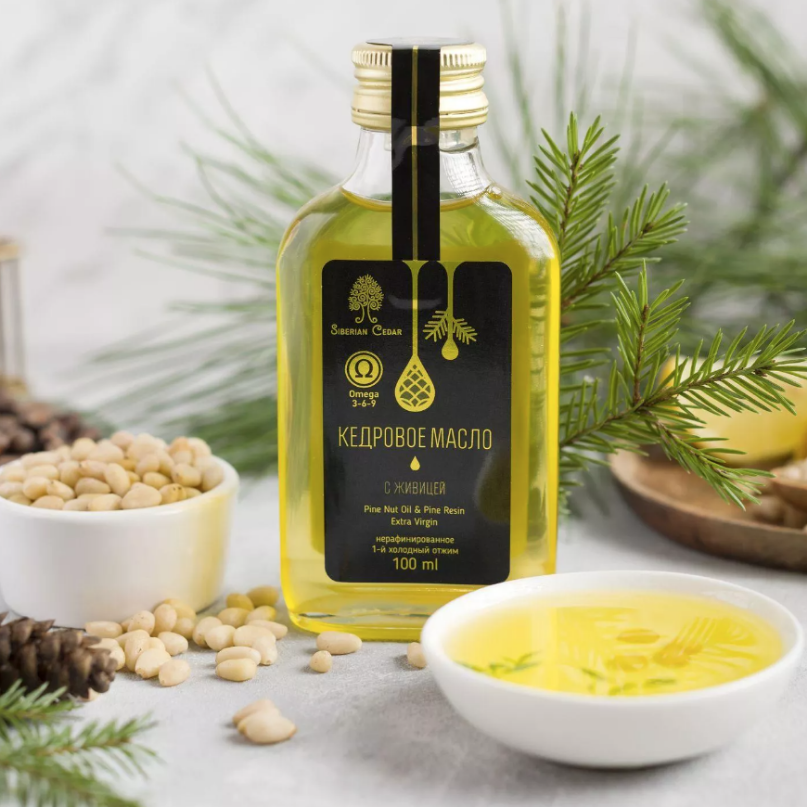 SIBERIAN CEDAR
Ω
Omega
3-6-9
КЕДРОВОЕ МАСЛО
С ЖИВИЦЕЙ
Pine Nut Oil & Pine Resin
Extra Virgin
нерафинированное
1-й холодный отжим
100 ml